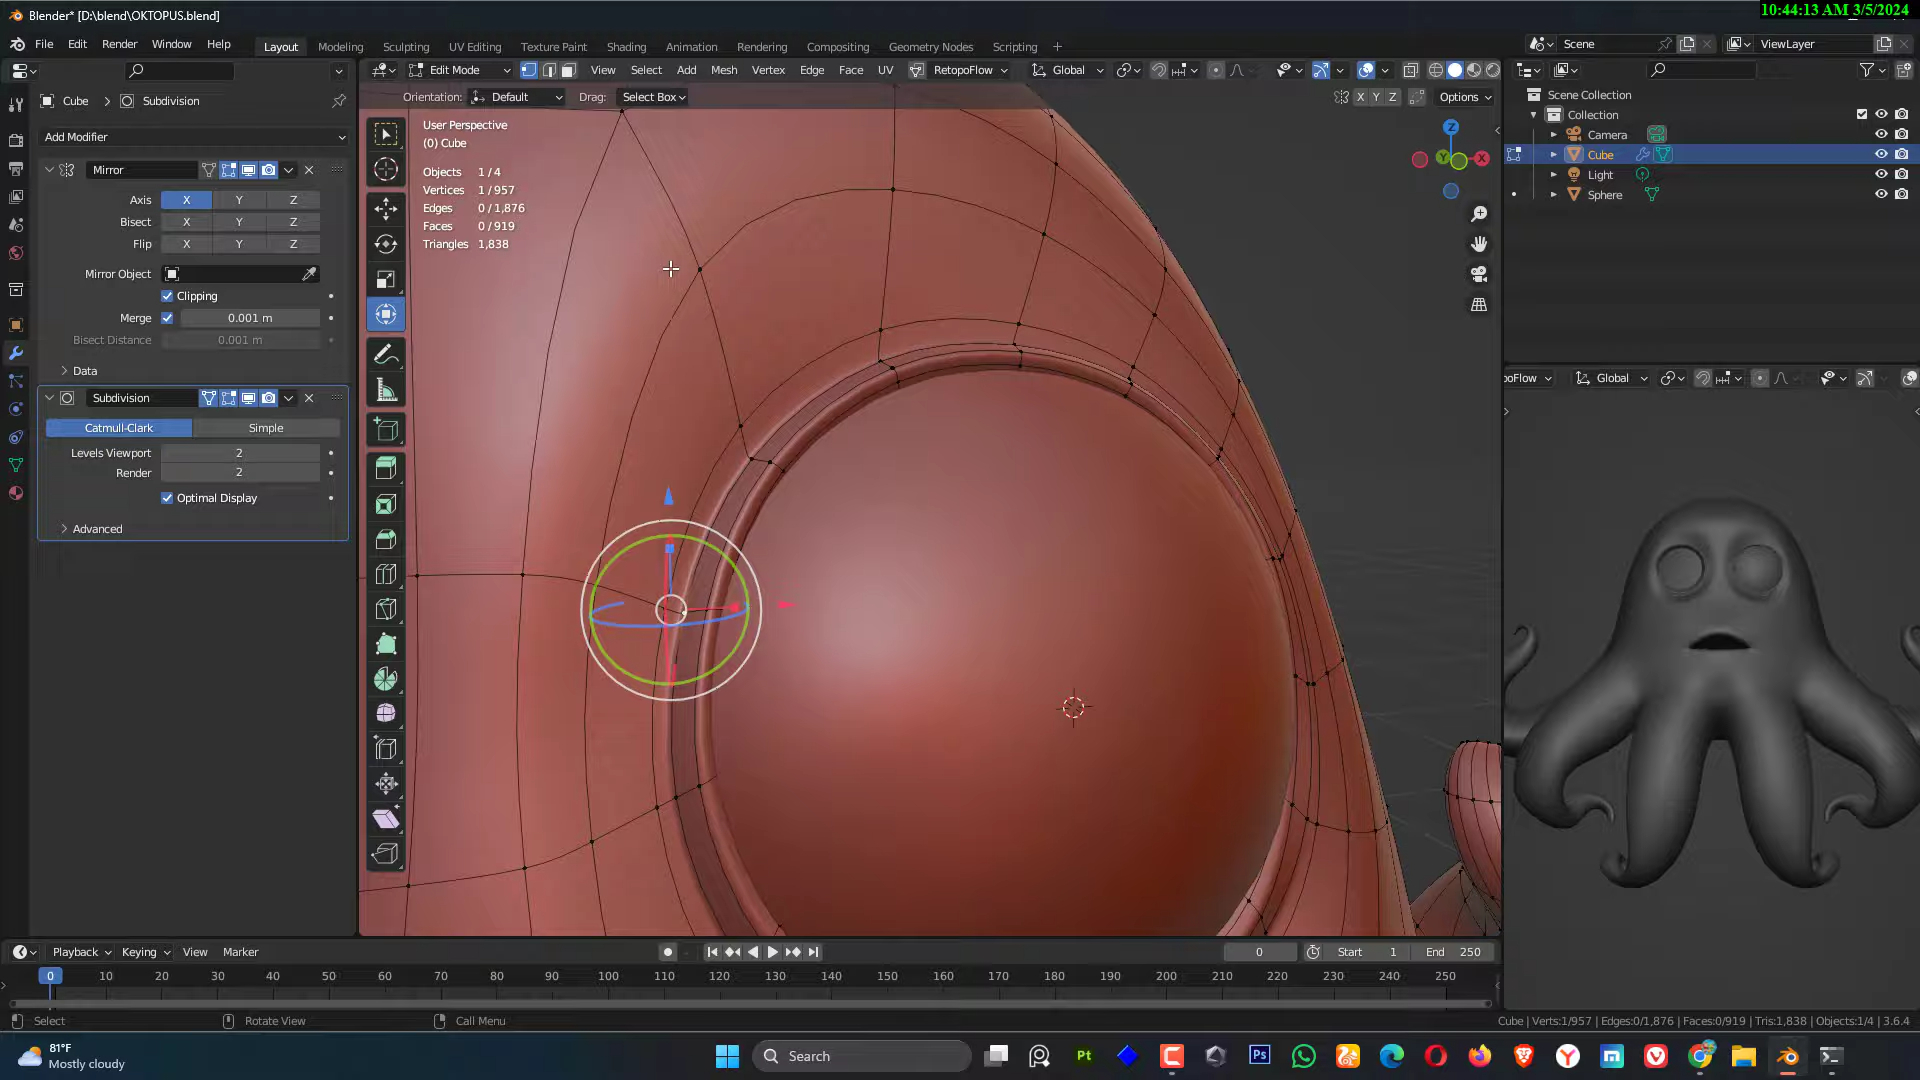 Blender* [D:\blend\OKTOPUS.blend]
10:44:13 AM 3/5/2024
File Edit Render Window Help
Layout Modeling Sculpting UV Editing Texture Paint Shading Animation Rendering Compositing Geometry Nodes Scripting +
Scene
ViewLayer
Edit Mode View Select Add Mesh Vertex Edge Face UV RetopoFlow Global
Orientation: Default Drag: Select Box
X Y Z Options
Cube > Subdivision
Add Modifier
Mirror
Axis X Y Z
Bisect X Y Z
Flip X Y Z
Mirror Object
Clipping
Merge 0.001 m
Bisect Distance 0.001 m
Data
Subdivision
Catmull-Clark Simple
Levels Viewport 2
Render 2
Optimal Display
Advanced
User Perspective
(0) Cube
Objects 1 / 4
Vertices 1 / 957
Edges 0 / 1,876
Faces 0 / 919
Triangles 1,838
Z
Y
X
Scene Collection
Collection
Camera
Cube
Light
Sphere
poFlow Global
Playback Keying View Marker
0 Start 1 End 250
0 10 20 30 40 50 60 70 80 90 100 110 120 130 140 150 160 170 180 190 200 210 220 230 240 250
Select Rotate View Call Menu
Cube | Verts:1/957 | Edges:0/1,876 | Faces:0/919 | Tris:1,838 | Objects:1/4 | 3.6.4
81°F
Mostly cloudy
Search
Pt
Ps